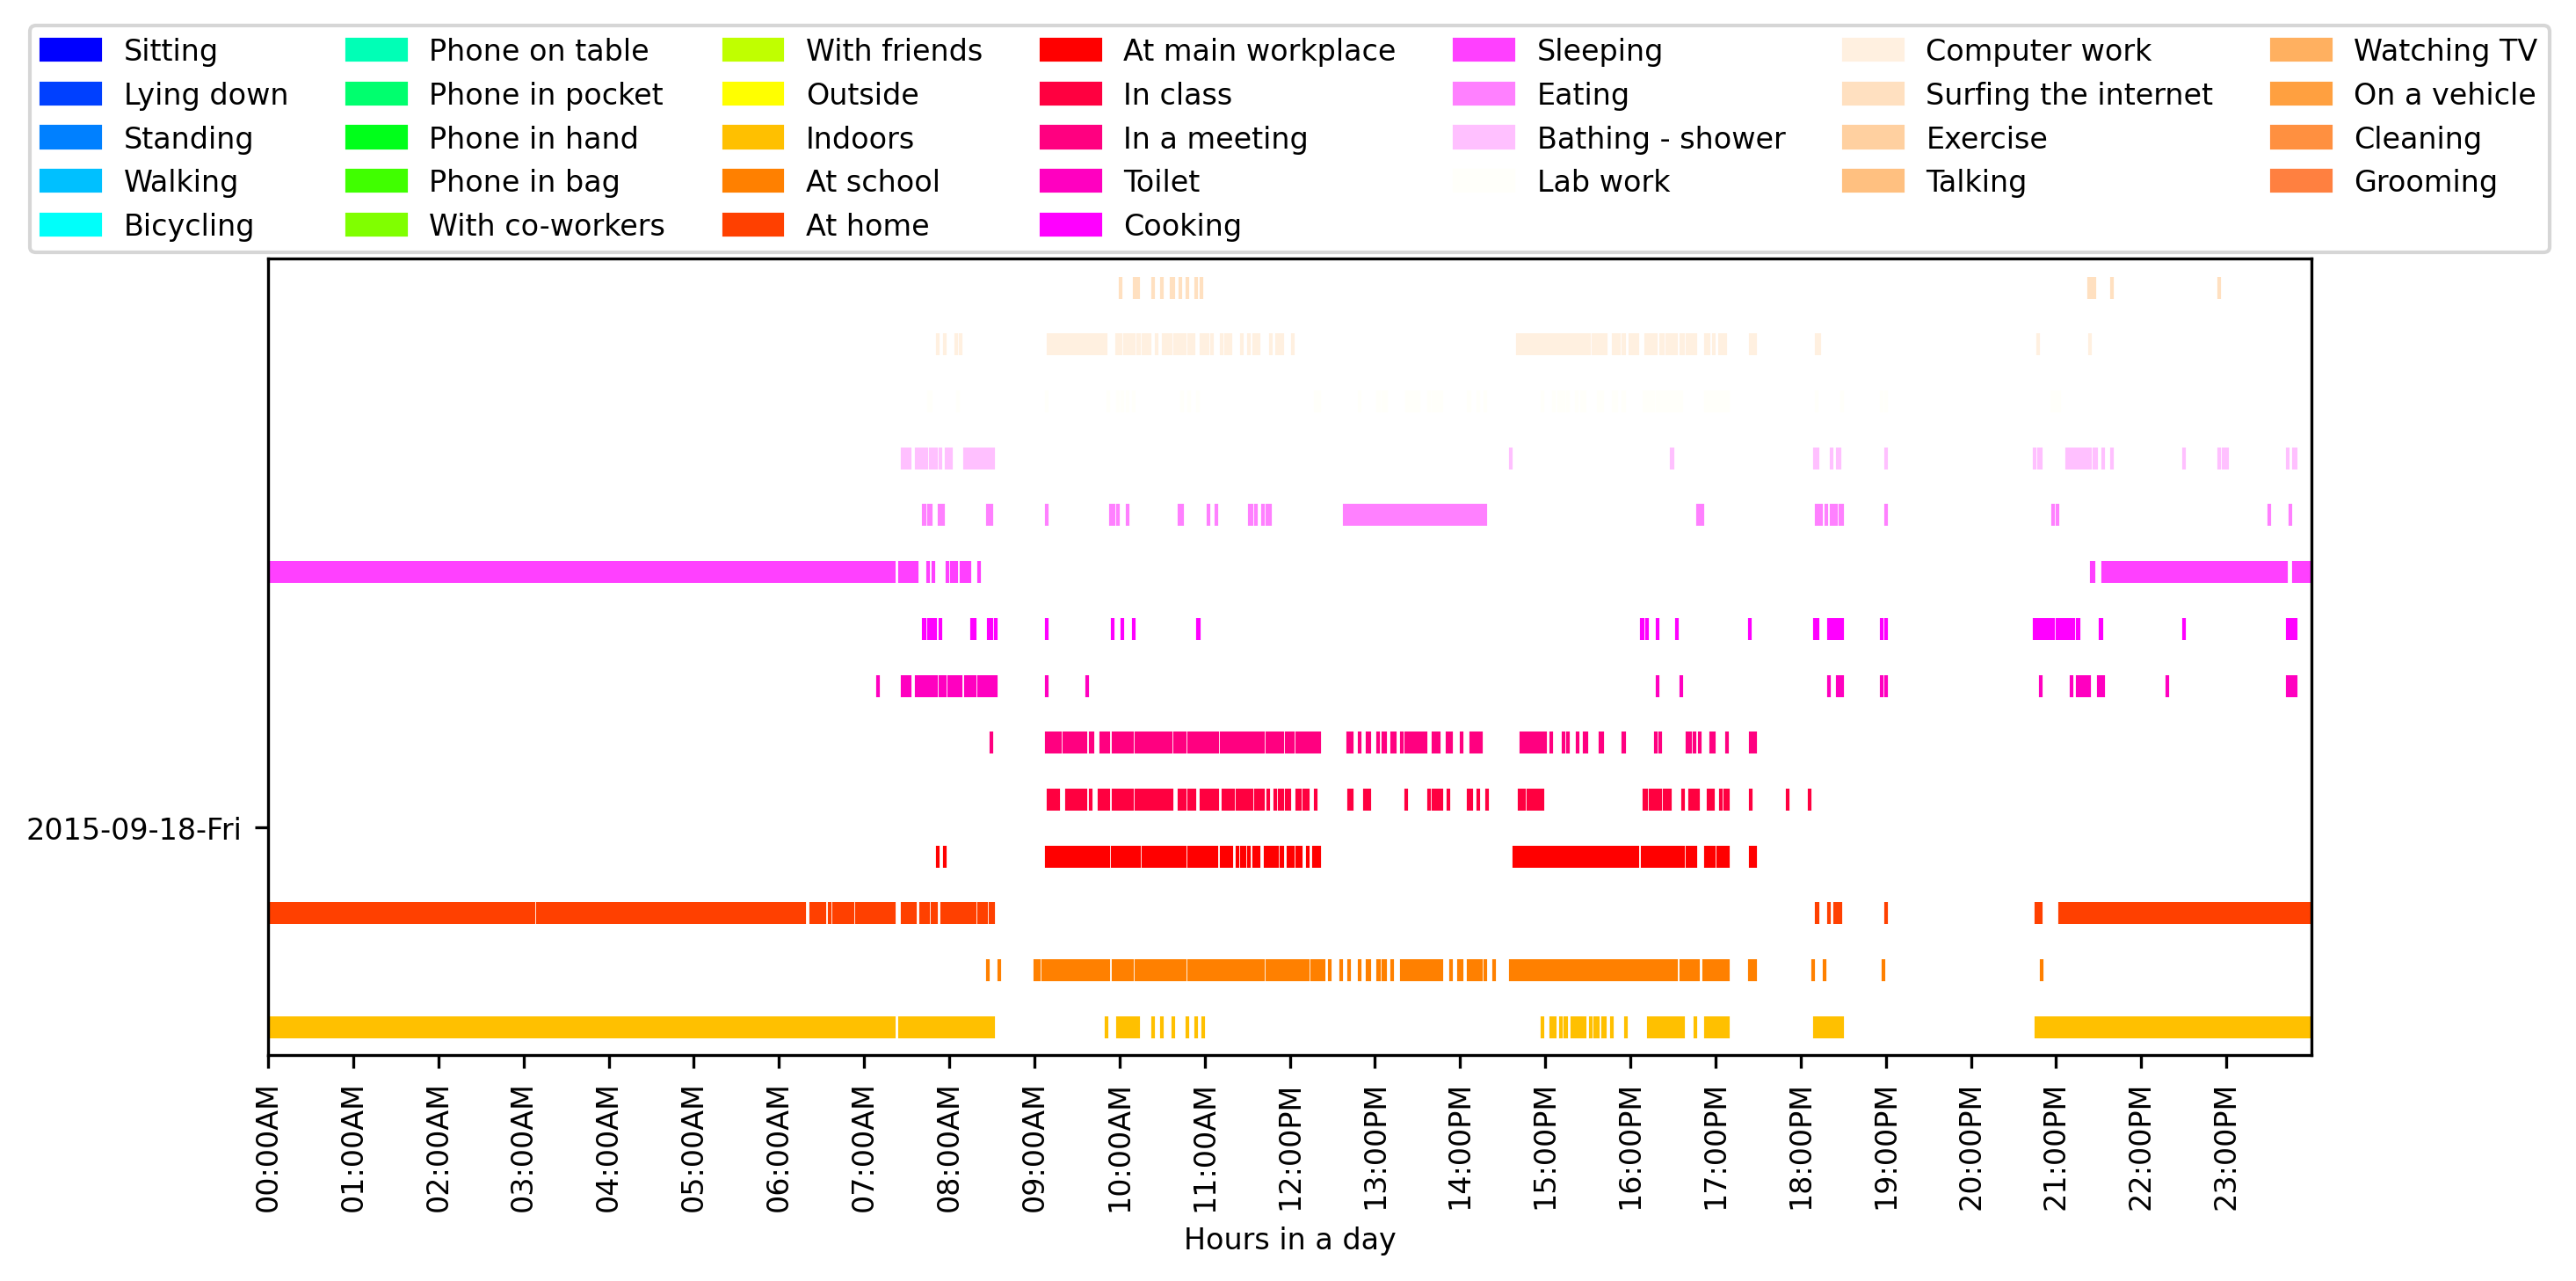 Sitting
Lying down
Standing
Walking
Bicycling
Phone on table
Phone in pocket
Phone in hand
Phone in bag
With co-workers
With friends
Outside
Indoors
At school
At home
At main workplace
In class
In a meeting
Toilet
Cooking
Sleeping
Eating
Bathing - shower
Lab work
Computer work
Surfing the internet
Exercise
Talking
Watching TV
On a vehicle
Cleaning
Grooming
2015-09-18-Fri
00:00AM
01:00AM
02:00AM
03:00AM
04:00AM
05:00AM
06:00AM
07:00AM
08:00AM
09:00AM
10:00AM
11:00AM
12:00PM
13:00PM
14:00PM
15:00PM
16:00PM
17:00PM
18:00PM
19:00PM
20:00PM
21:00PM
22:00PM
23:00PM
Hours in a day